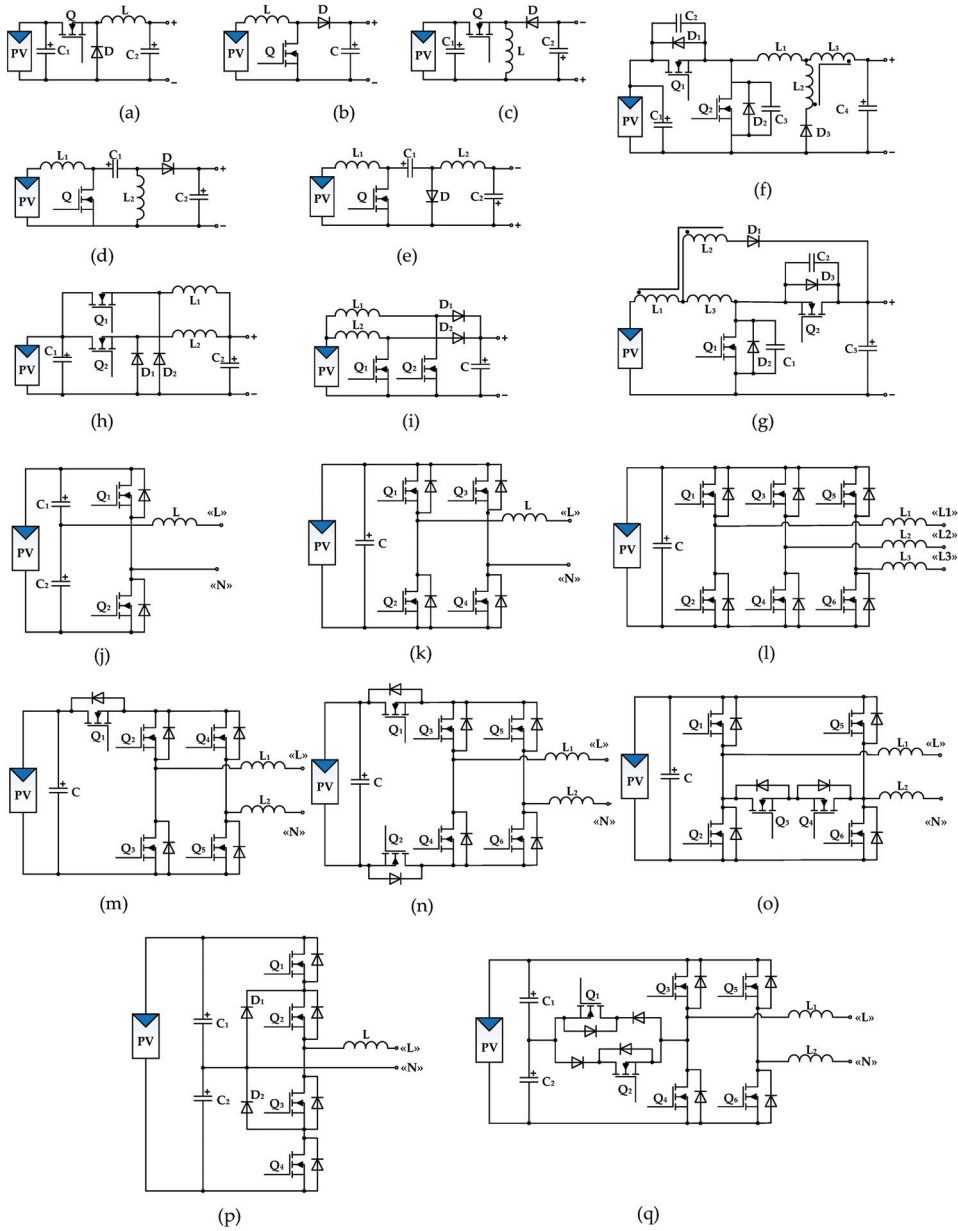 Q L + PV C₁ D C₂ − (a)
L D + PV Q C − (b)
Q D − PV C₁ L C₂ + (c)
C₂ D₁ L₁ L₃ + Q₁ L₂ Q₂ PV C₁ D₂ C₃ C₄ D₃ − (f)
L₁ C₁ D + PV Q L₂ C₂ − (d)
L₁ C₁ L₂ − PV Q D C₂ + (e)
L₂ D₁ C₂ D₃ + L₁ L₃ Q₂ PV Q₁ D₂ C₁ C₃ − (g)
L₁ Q₁ L₂ + PV C₁ Q₂ D₁ D₂ C₂ − (h)
L₁ D₁ L₂ D₂ + PV Q₁ Q₂ C − (i)
PV C₁ Q₁ L «L» C₂ Q₂ «N» (j)
PV C Q₁ Q₃ L «L» Q₂ Q₄ «N» (k)
PV C Q₁ Q₃ Q₅ L₁ «L1» L₂ «L2» L₃ «L3» Q₂ Q₄ Q₆ (l)
PV C Q₁ Q₂ Q₄ L₁ «L» L₂ «N» Q₃ Q₅ (m)
PV C Q₁ Q₃ Q₅ L₁ «L» L₂ «N» Q₂ Q₄ Q₆ (n)
PV C Q₁ Q₅ L₁ «L» L₂ «N» Q₂ Q₃ Q₄ Q₆ (o)
PV C₁ C₂ D₁ D₂ Q₁ Q₂ L «L» «N» Q₃ Q₄ (p)
PV C₁ C₂ Q₁ Q₂ Q₃ Q₅ L₁ «L» L₂ «N» Q₄ Q₆ (q)